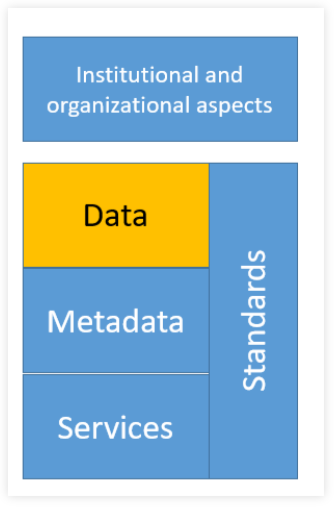 Institutional and
organizational aspects
Data
Metadata
Services
Standards